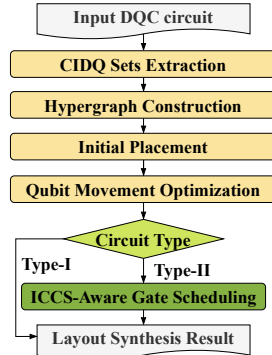 Input DQC circuit
CIDQ Sets Extraction
Hypergraph Construction
Initial Placement
Qubit Movement Optimization
Circuit Type
Type-I
Type-II
ICCS-Aware Gate Scheduling
Layout Synthesis Result